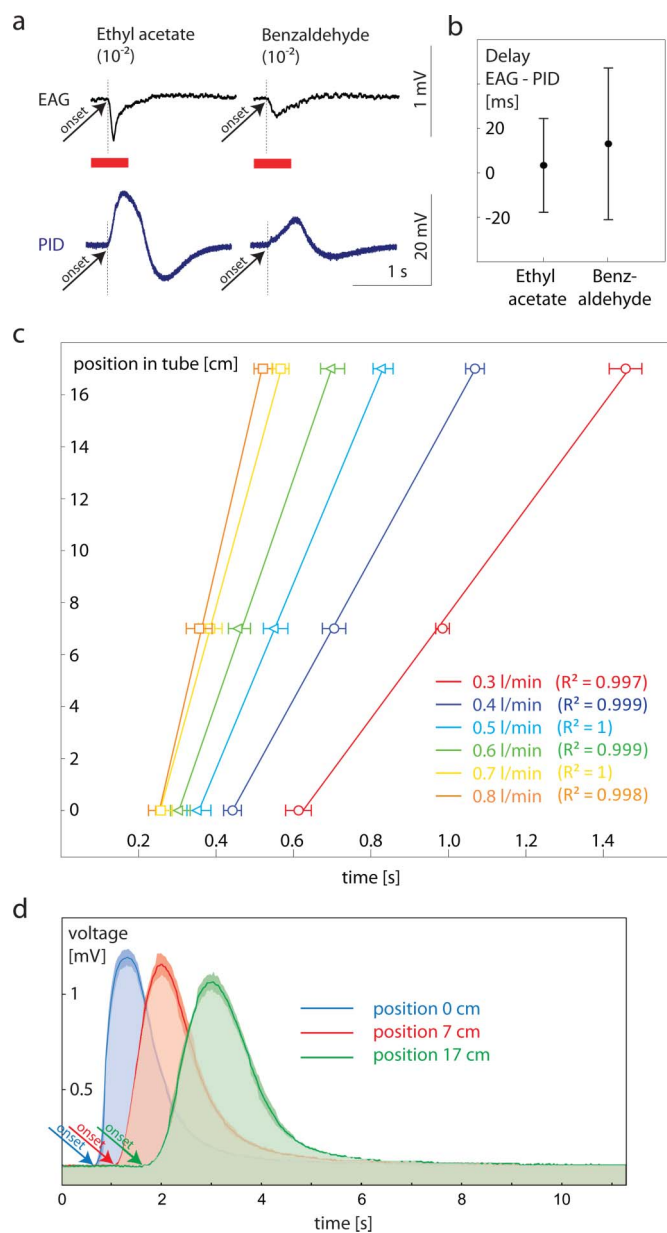 a
Ethyl acetate
(10⁻²)
Benzaldehyde
(10⁻²)
EAG
onset
onset
1 mV
PID
onset
onset
20 mV
1 s
b
Delay
EAG - PID
[ms]
20
0
-20
Ethyl
acetate
Benz-
aldehyde
c
position in tube [cm]
16
14
12
10
8
6
4
2
0
0.3 l/min (R² = 0.997)
0.4 l/min (R² = 0.999)
0.5 l/min (R² = 1)
0.6 l/min (R² = 0.999)
0.7 l/min (R² = 1)
0.8 l/min (R² = 0.998)
0.2 0.4 0.6 0.8 1.0 1.2 1.4
time [s]
d
voltage
[mV]
1
0.5
position 0 cm
position 7 cm
position 17 cm
onset
onset
onset
0 2 4 6 8 10
time [s]